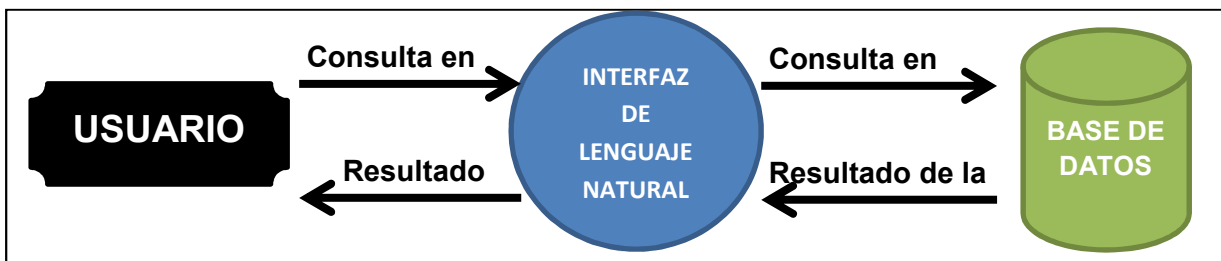 USUARIO
Consulta en
Resultado
INTERFAZ
DE
LENGUAJE
NATURAL
Consulta en
Resultado de la
BASE DE
DATOS